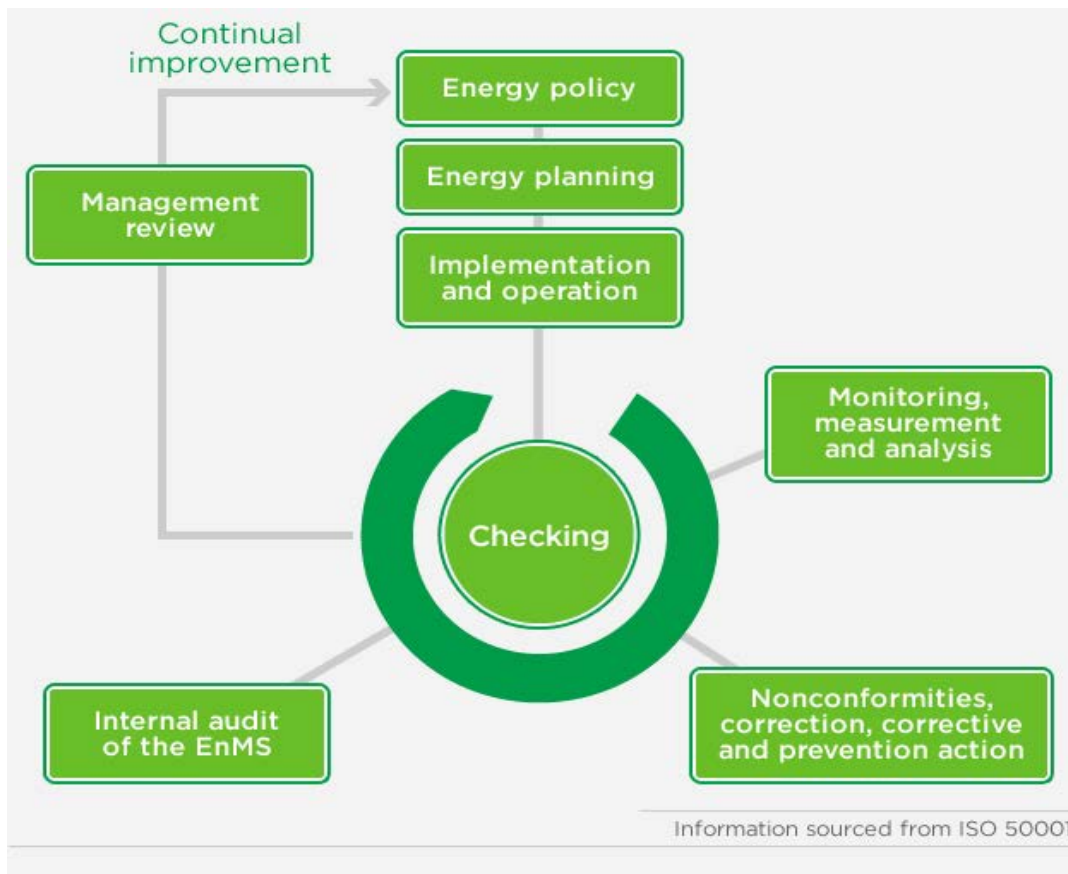 Continual
improvement
Energy policy
Energy planning
Management
review
Implementation
and operation
Monitoring,
measurement
and analysis
Checking
Internal audit
of the EnMS
Nonconformities,
correction, corrective
and prevention action
Information sourced from ISO 50001